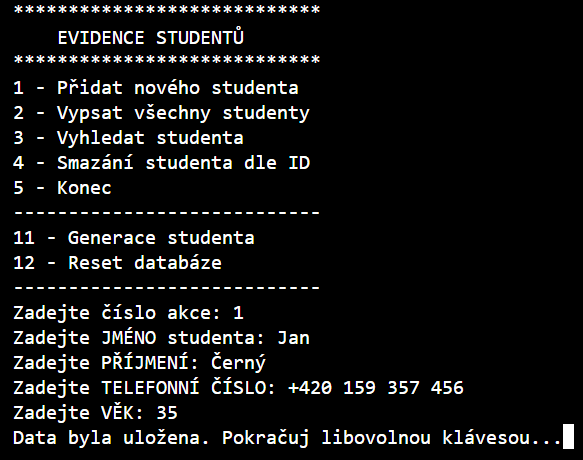 ****************************
EVIDENCE STUDENTŮ
****************************
1 - Přidat nového studenta
2 - Vypsat všechny studenty
3 - Vyhledat studenta
4 - Smazání studenta dle ID
5 - Konec
----------------------------
11 - Generace studenta
12 - Reset databáze
----------------------------
Zadejte číslo akce: 1
Zadejte JMÉNO studenta: Jan
Zadejte PŘÍJMENÍ: Černý
Zadejte TELEFONNÍ ČÍSLO: +420 159 357 456
Zadejte VĚK: 35
Data byla uložena. Pokračuj libovolnou klávesou...